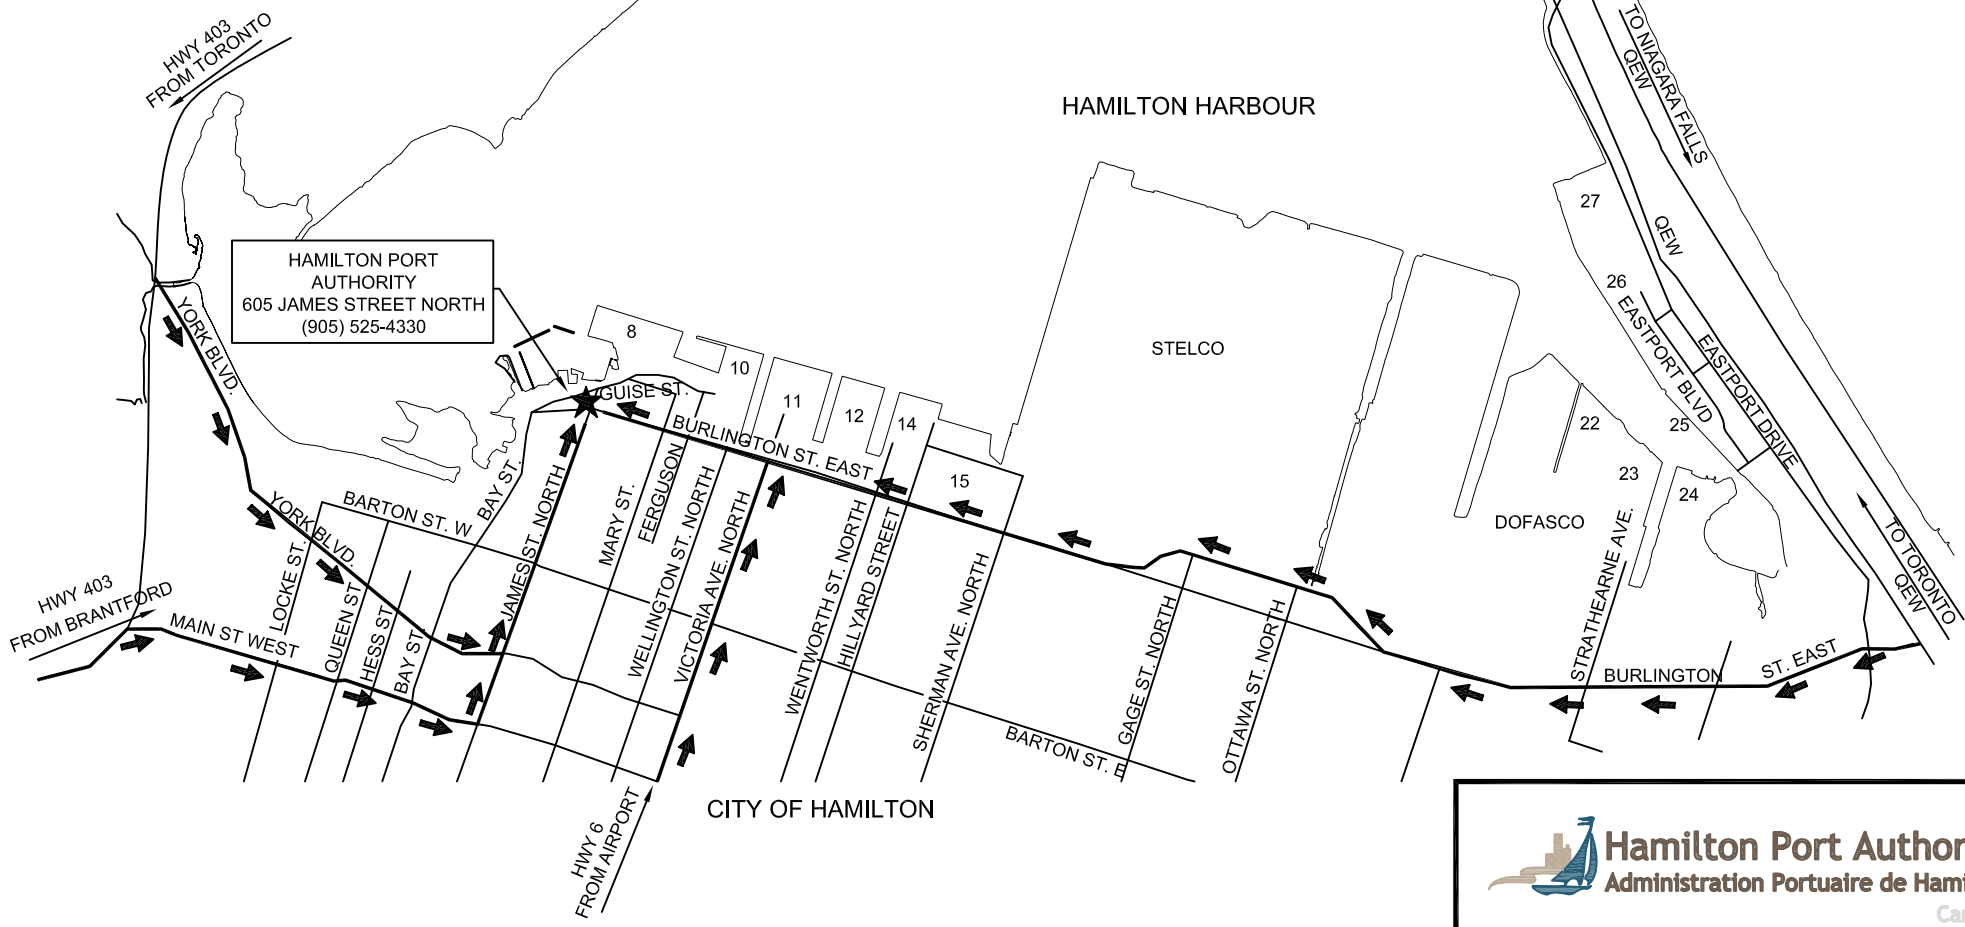 HWY 403
FROM TORONTO
HAMILTON HARBOUR
TO NIAGARA FALLS
QEW
27
QEW
26
HAMILTON PORT
AUTHORITY
605 JAMES STREET NORTH
(905) 525-4330
YORK BLVD.
8
10
11
12
14
15
STELCO
EASTPORT BLVD
EASTPORT DRIVE
GUISE ST.
BURLINGTON ST. EAST
22
25
23
24
DOFASCO
TO TORONTO
QEW
BARTON ST. W
YORK BLVD.
BAY ST.
JAMES ST. NORTH
MARY ST.
FERGUSON
WELLINGTON ST. NORTH
VICTORIA AVE. NORTH
WENTWORTH ST. NORTH
HILLYARD STREET
SHERMAN AVE. NORTH
GAGE ST. NORTH
OTTAWA ST. NORTH
STRATHEARNE AVE.
HWY 403
FROM BRANTFORD
MAIN ST WEST
LOCKE ST.
QUEEN ST
HESS ST
BAY ST.
BURLINGTON
ST. EAST
BARTON ST. E
CITY OF HAMILTON
HWY 6
FROM AIRPORT
Hamilton Port Author
Administration Portuaire de Hami
Ca